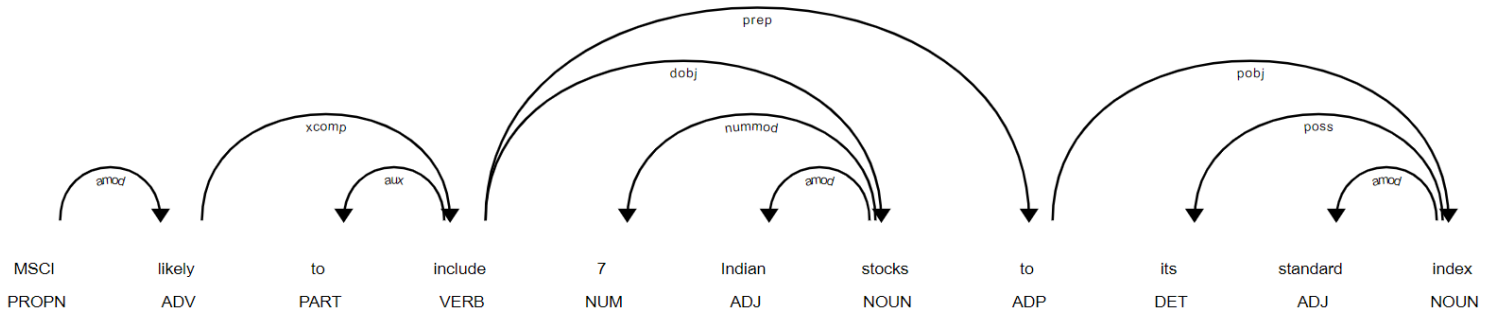 prep
dobj pobj
xcomp nummod poss
amod aux amod amod
MSCI likely to include 7 Indian stocks to its standard index
PROPN ADV PART VERB NUM ADJ NOUN ADP DET ADJ NOUN